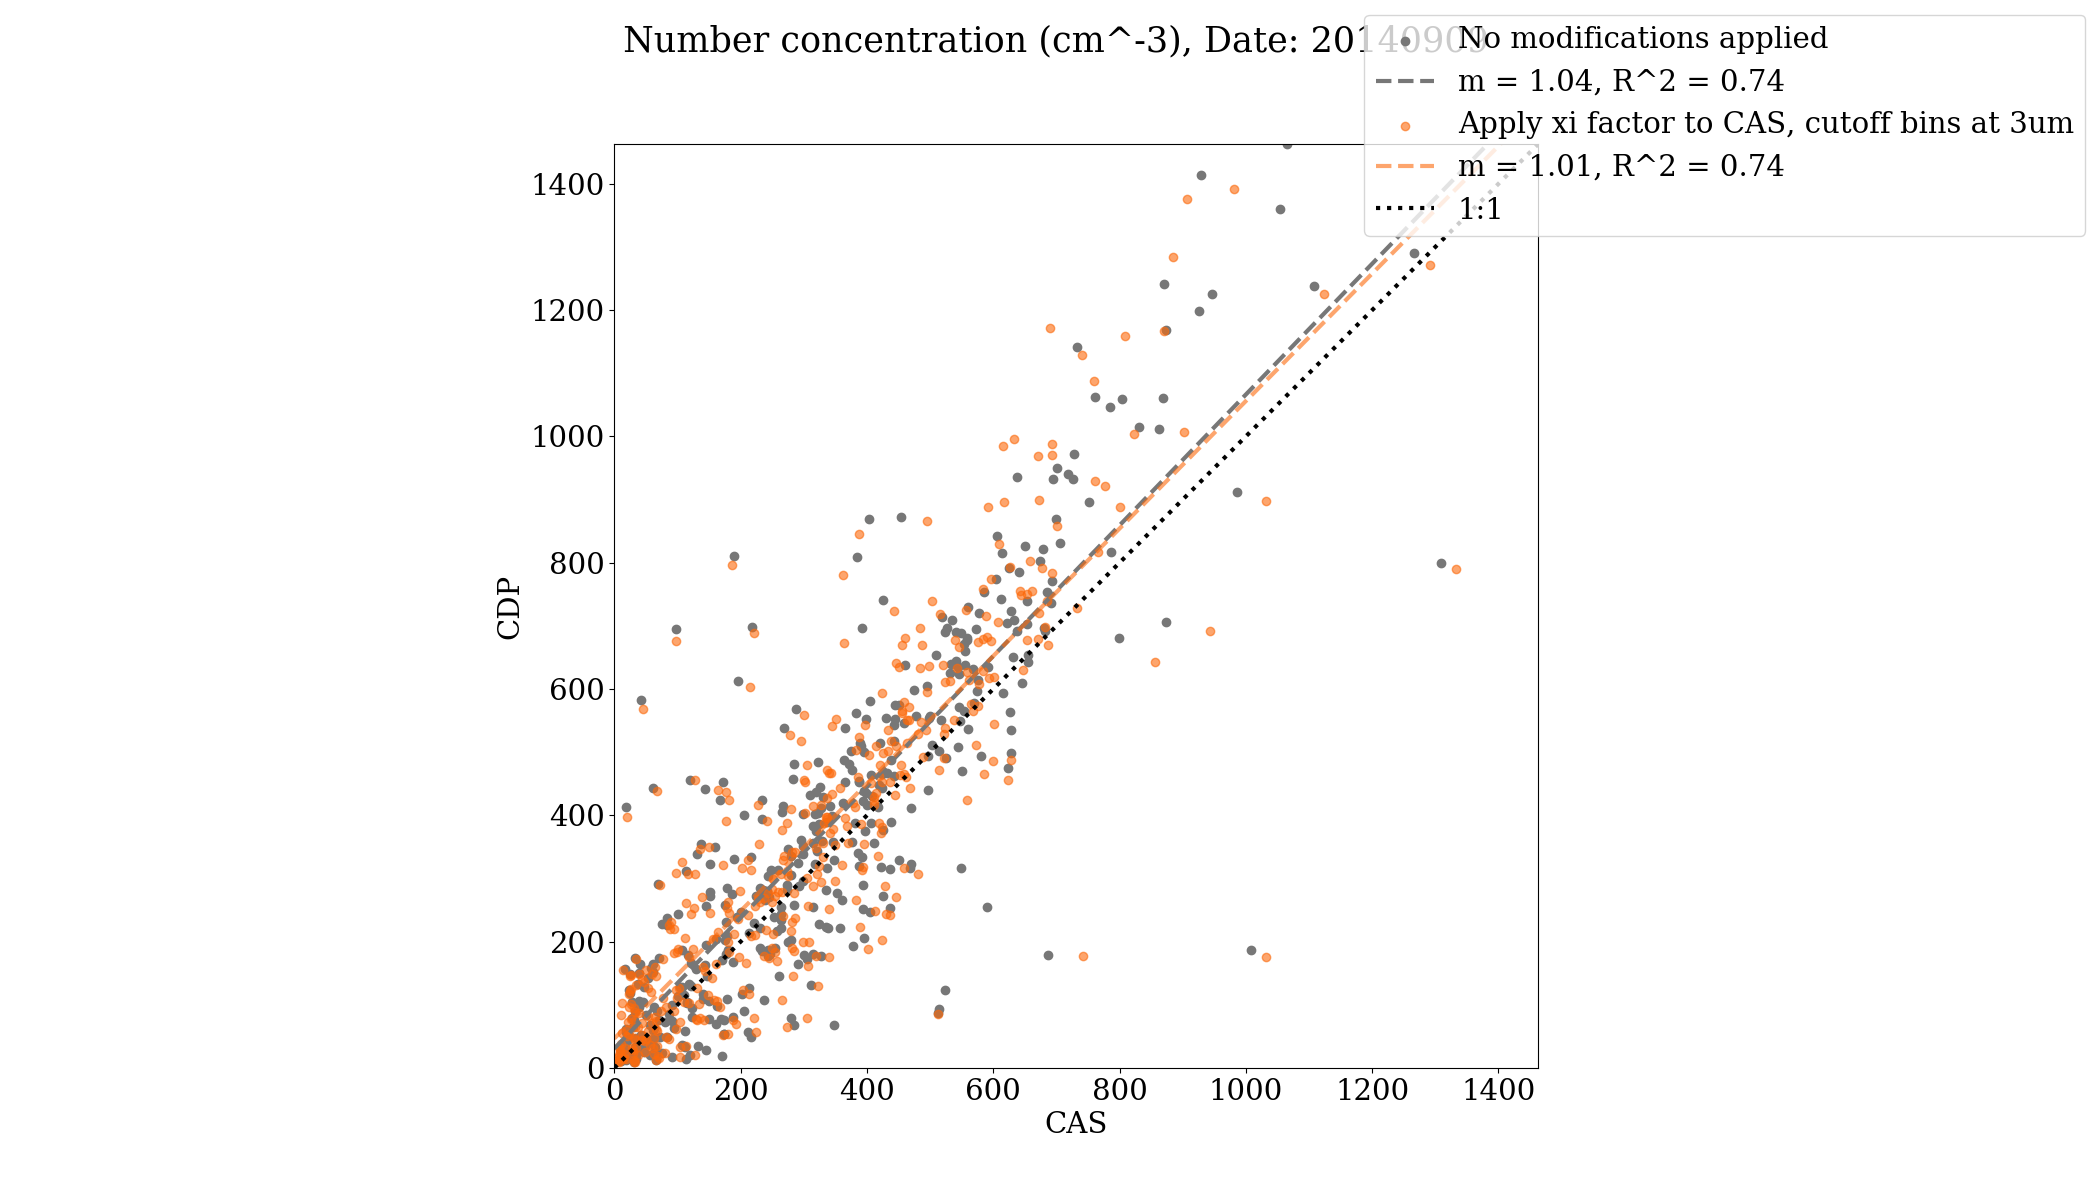 Number concentration (cm^-3), Date: 20140909
No modifications applied
m = 1.04, R^2 = 0.74
Apply xi factor to CAS, cutoff bins at 3um
m = 1.01, R^2 = 0.74
1:1
1400
1200
1000
800
600
400
200
0
CDP
0 200 400 600 800 1000 1200 1400
CAS